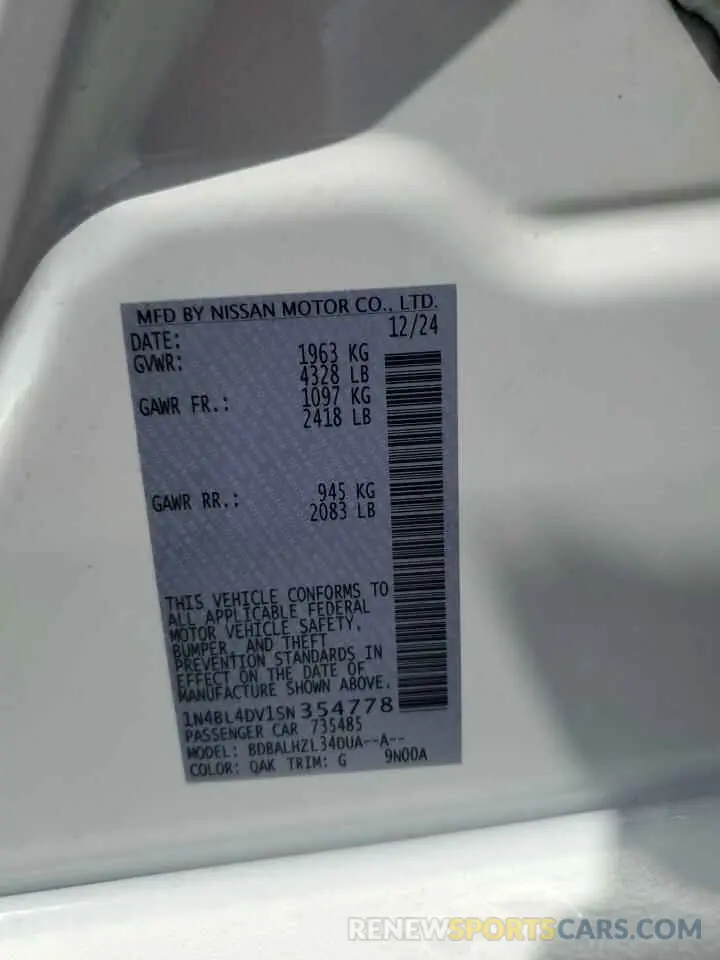 MFD BY NISSAN MOTOR CO., LTD.
DATE: 12/24
GVWR: 1963 KG
4328 LB
GAWR FR.: 1097 KG
2418 LB
GAWR RR.: 945 KG
2083 LB
THIS VEHICLE CONFORMS TO
ALL APPLICABLE FEDERAL
MOTOR VEHICLE SAFETY,
BUMPER, AND THEFT
PREVENTION STANDARDS IN
EFFECT ON THE DATE OF
MANUFACTURE SHOWN ABOVE.
1N4BL4DV1SN354778
PASSENGER CAR 735485
MODEL: BDBALHZL34DUA--A--
COLOR: QAK TRIM: G 9N00A
RENEWSPORTSCARS.COM